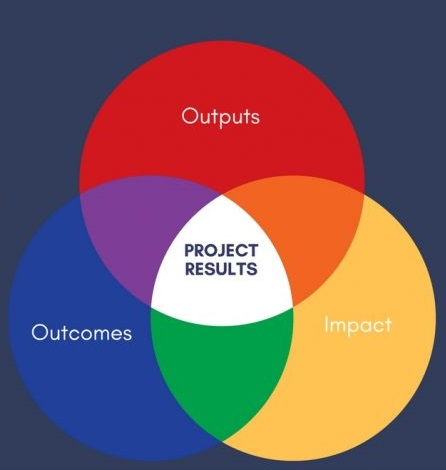 Outputs
PROJECT
RESULTS
Outcomes
Impact